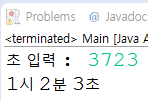 Problems @ Javadoc
<terminated> Main [Java A
초 입력 : 3723
1시 2분 3초